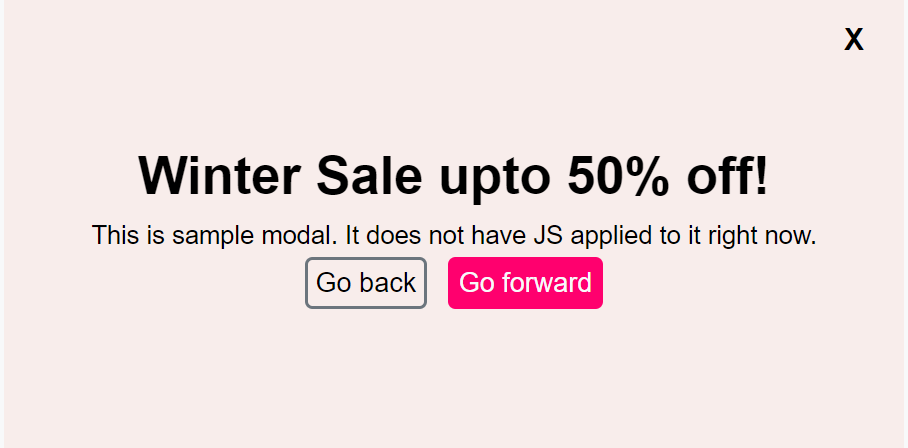 X
Winter Sale upto 50% off!
This is sample modal. It does not have JS applied to it right now.
Go back Go forward